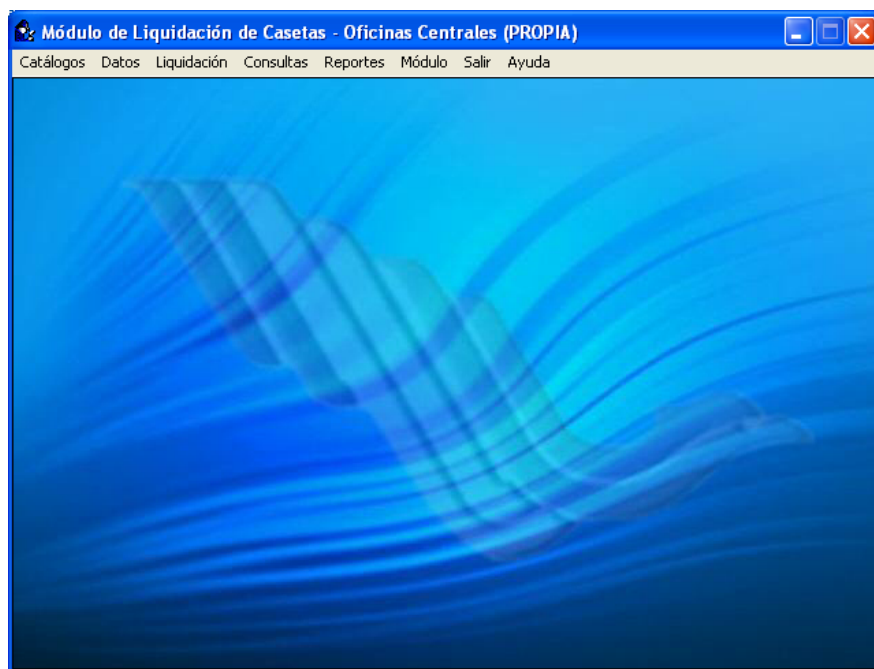 Módulo de Liquidación de Casetas - Oficinas Centrales (PROPIA)
Catálogos Datos Liquidación Consultas Reportes Módulo Salir Ayuda